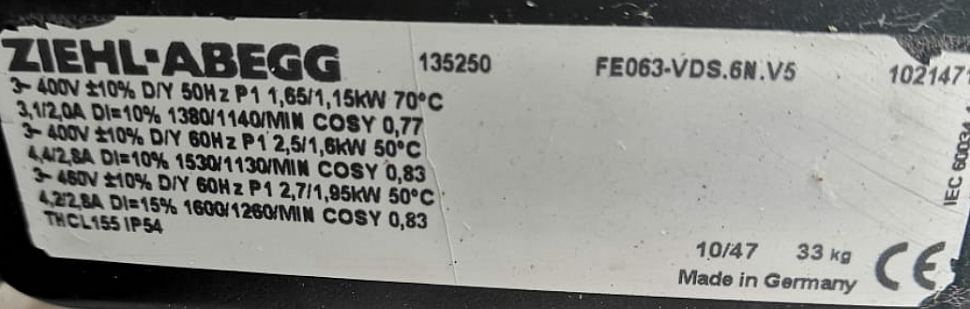 ZIEHL-ABEGG 135250 FE063-VDS.6N.V5 1021471
3~ 400V ±10% D/Y 50Hz P1 1,65/1,15kW 70°C
3,1/2,0A DI=10% 1380/1140/MIN COSY 0,77
3~ 400V ±10% D/Y 60Hz P1 2,5/1,6kW 50°C
4,4/2,8A DI=10% 1530/1130/MIN COSY 0,83
3~ 460V ±10% D/Y 60Hz P1 2,7/1,95kW 50°C
4,2/2,8A DI=15% 1600/1260/MIN COSY 0,83
THCL155 IP54
IEC 60034
10/47 33 kg
Made in Germany
CE